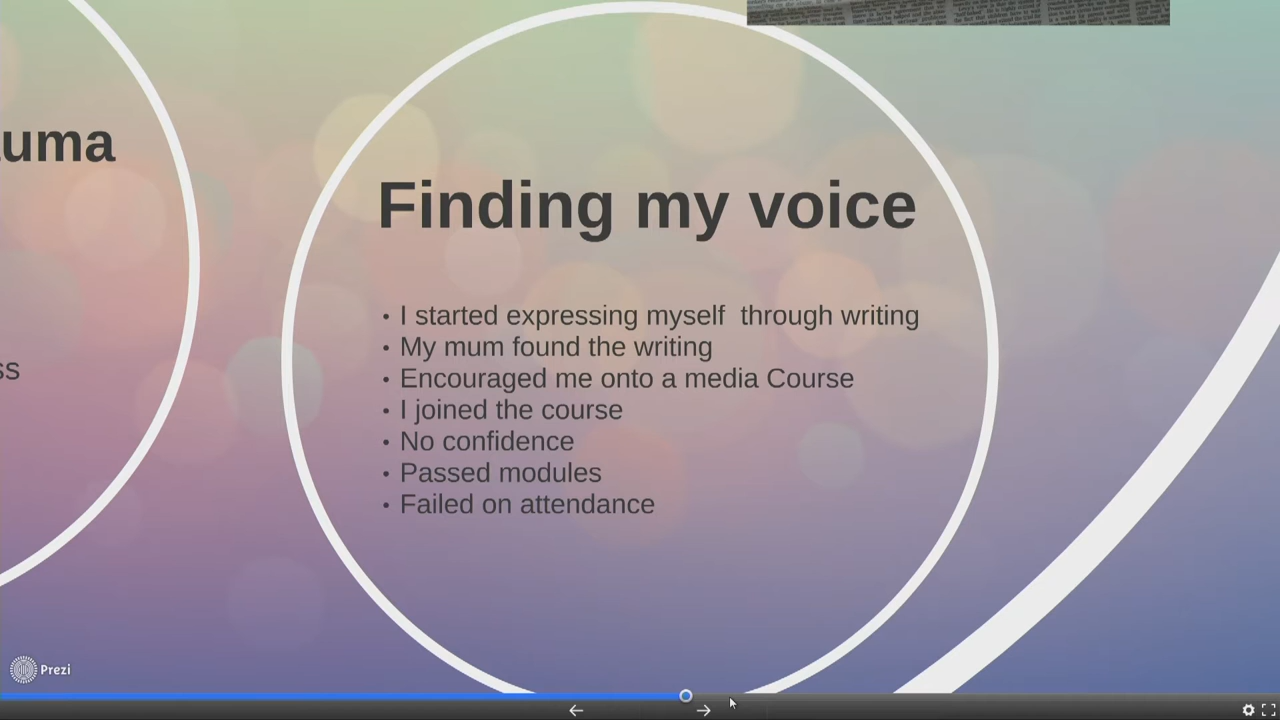 Finding my voice
• I started expressing myself  through writing
• My mum found the writing
• Encouraged me onto a media Course
• I joined the course
• No confidence
• Passed modules
• Failed on attendance
uma
ss
Prezi